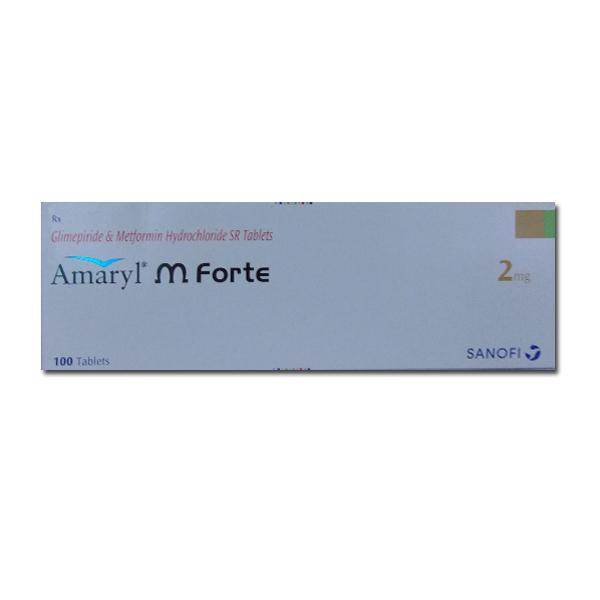 Rx
Glimepiride & Metformin Hydrochloride SR Tablets
Amaryl® M Forte
2mg
100 Tablets
SANOFI